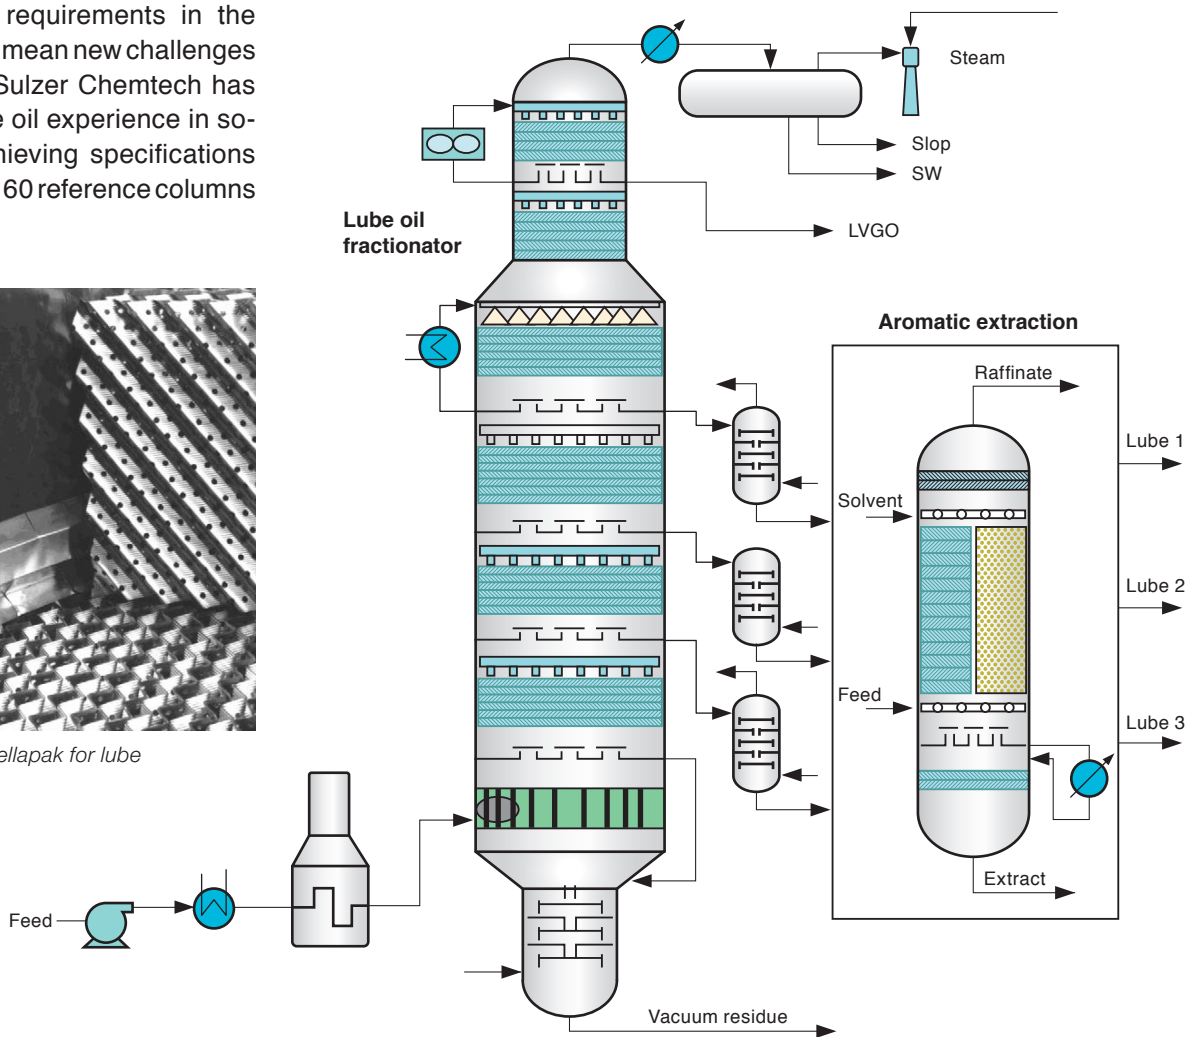 requirements in the
mean new challenges
Sulzer Chemtech has
e oil experience in so-
hieving specifications
60 reference columns
ellapak for lube
Steam
Slop
SW
LVGO
Lube oil
fractionator
Aromatic extraction
Raffinate
Lube 1
Solvent
Lube 2
Feed
Lube 3
Extract
Feed
Vacuum residue